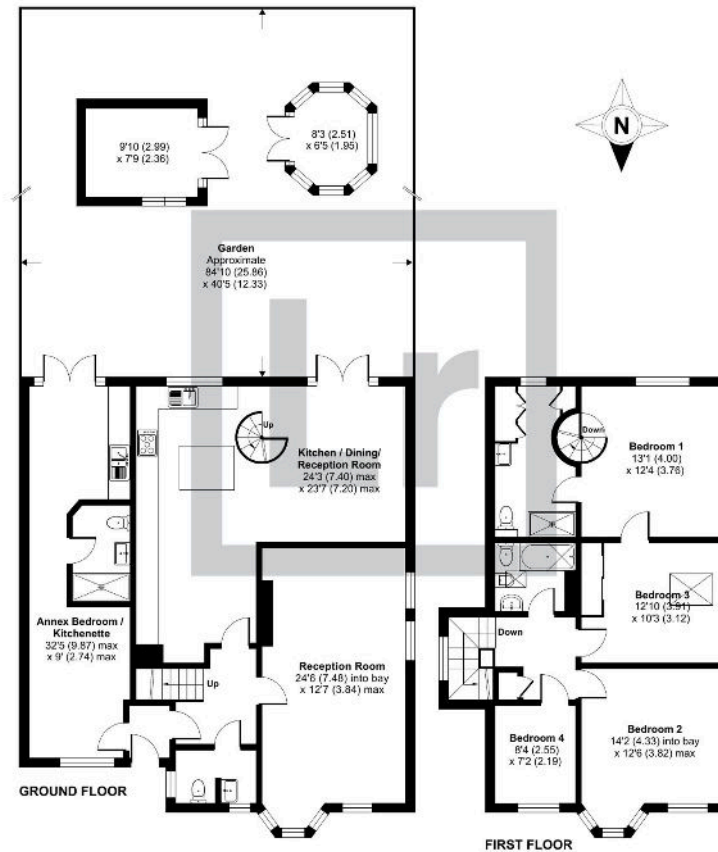 9'10 (2.99)
x 7'9 (2.36)
8'3 (2.51)
x 6'5 (1.95)
N
Garden
Approximate
84'10 (25.86)
x 40'5 (12.33)
lr
Up
Kitchen / Dining/
Reception Room
24'3 (7.40) max
x 23'7 (7.20) max
Annex Bedroom /
Kitchenette
32'5 (9.87) max
x 9' (2.74) max
Up
Reception Room
24'6 (7.48) into bay
x 12'7 (3.84) max
GROUND FLOOR
Down
Bedroom 1
13'1 (4.00)
x 12'4 (3.76)
Bedroom 3
12'10 (3.91)
x 10'3 (3.12)
Down
Bedroom 4
8'4 (2.55)
x 7'2 (2.19)
Bedroom 2
14'2 (4.33) into bay
x 12'6 (3.82) max
FIRST FLOOR